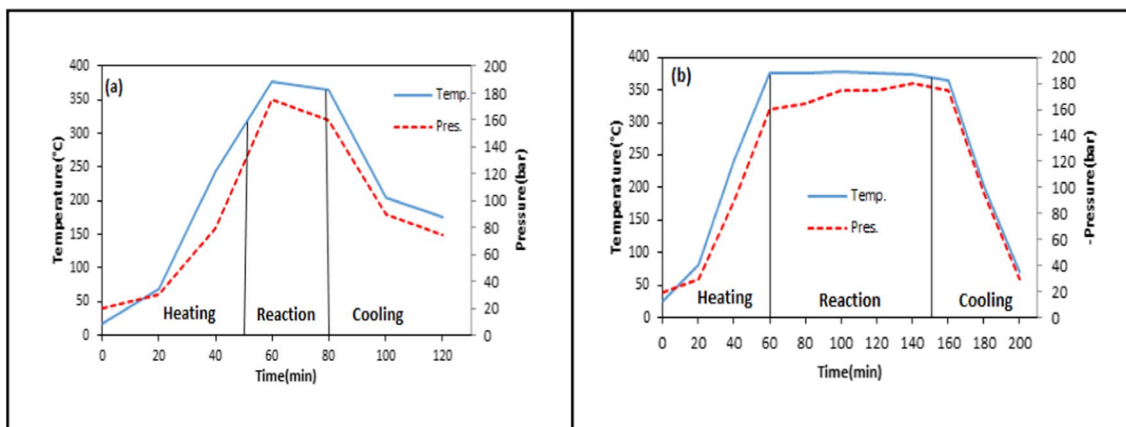 (a)
400
350
300
250
200
150
100
50
0
Temperature(°C)
200
180
160
140
120
100
80
60
40
20
0
Pressure(bar)
Temp.
Pres.
Heating
Reaction
Cooling
0 20 40 60 80 100 120
Time(min)
(b)
400
350
300
250
200
150
100
50
0
Temperature(°C)
200
180
160
140
120
100
80
60
40
20
0
-Pressure(bar)
Temp.
Pres.
Heating
Reaction
Cooling
0 20 40 60 80 100 120 140 160 180 200
Time(min)